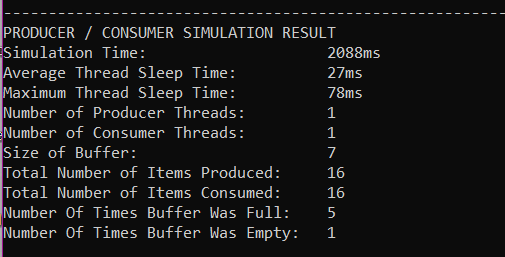 PRODUCER / CONSUMER SIMULATION RESULT
Simulation Time: 2088ms
Average Thread Sleep Time: 27ms
Maximum Thread Sleep Time: 78ms
Number of Producer Threads: 1
Number of Consumer Threads: 1
Size of Buffer: 7
Total Number of Items Produced: 16
Total Number of Items Consumed: 16
Number Of Times Buffer Was Full: 5
Number Of Times Buffer Was Empty: 1